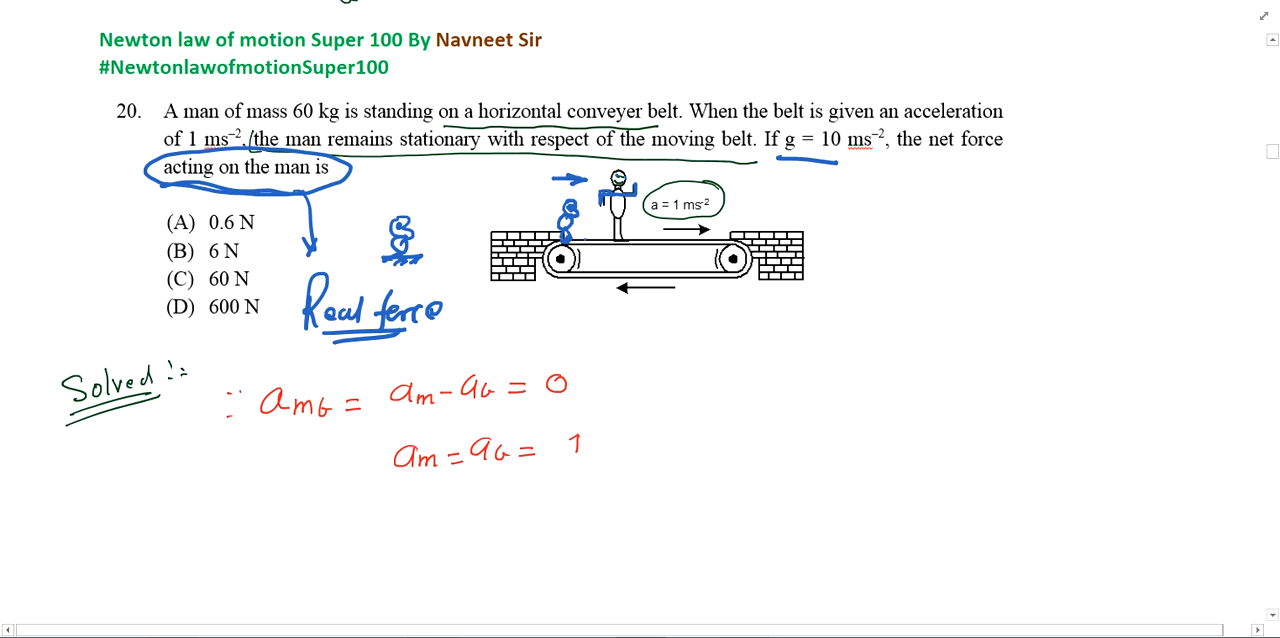 Newton law of motion Super 100 By Navneet Sir
#NewtonlawofmotionSuper100
20. A man of mass 60 kg is standing on a horizontal conveyer belt. When the belt is given an acceleration
of 1 ms⁻². the man remains stationary with respect of the moving belt. If g = 10 ms⁻², the net force
acting on the man is
a = 1 ms⁻²
(A) 0.6 N
(B) 6 N
(C) 60 N
(D) 600 N
Real force
Solved :-
∵ amb = am - ab = 0
am = ab = 1